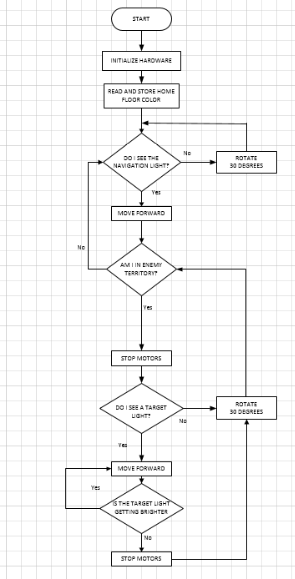 START
INITIALIZE HARDWARE
READ AND STORE HOME
FLOOR COLOR
DO I SEE THE
NAVIGATION LIGHT?
No
ROTATE
30 DEGREES
Yes
MOVE FORWARD
No
AM I IN ENEMY
TERRITORY?
Yes
STOP MOTORS
DO I SEE A TARGET
LIGHT?
No
ROTATE
30 DEGREES
Yes
MOVE FORWARD
Yes
IS THE TARGET LIGHT
GETTING BRIGHTER
No
STOP MOTORS